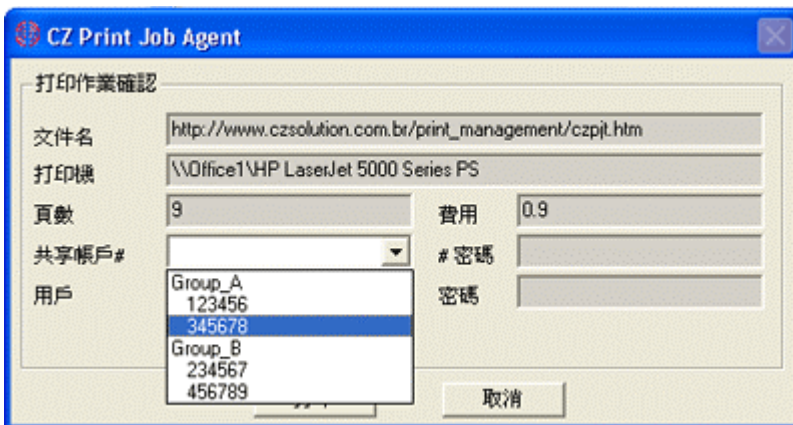 CZ Print Job Agent
打印作業確認
文件名 http://www.czsolution.com.br/print_management/czpjt.htm
打印機 \\Office1\HP LaserJet 5000 Series PS
頁數 9 費用 0.9
共享帳戶# # 密碼
用戶 密碼
Group_A
123456
345678
Group_B
234567
456789
取消